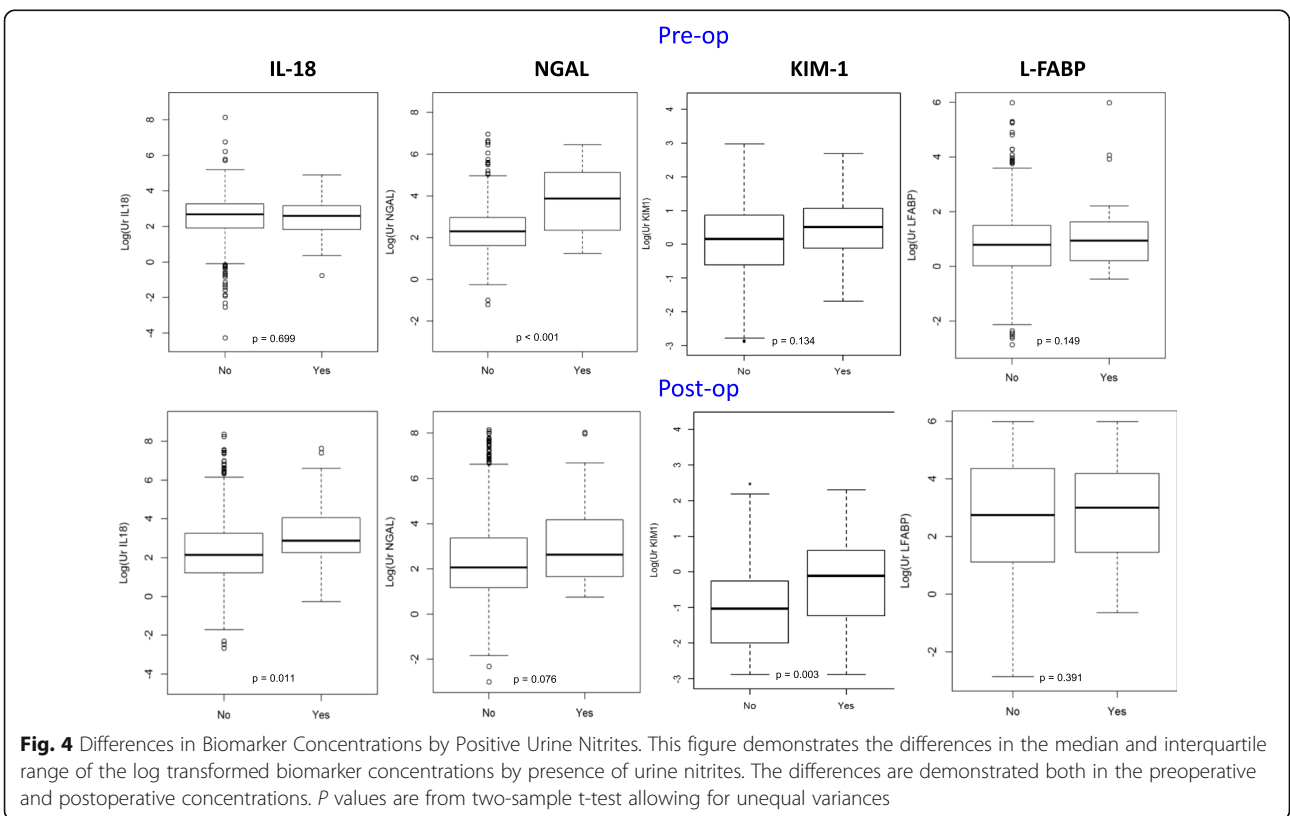 Pre-op
IL-18 NGAL KIM-1 L-FABP
Log(Ur IL18)
8
6
4
2
0
-2
-4
p = 0.699
No Yes
Log(Ur NGAL)
8
6
4
2
0
-2
p < 0.001
No Yes
Log(Ur KIM1)
4
3
2
1
0
-1
-2
-3
p = 0.134
No Yes
Log(Ur LFABP)
6
4
2
0
-2
p = 0.149
No Yes
Post-op
Log(Ur IL18)
8
6
4
2
0
-2
-4
p = 0.011
No Yes
Log(Ur NGAL)
8
6
4
2
0
-2
p = 0.076
No Yes
Log(Ur KIM1)
4
3
2
1
0
-1
-2
-3
p = 0.003
No Yes
Log(Ur LFABP)
6
4
2
0
-2
p = 0.391
No Yes
Fig. 4 Differences in Biomarker Concentrations by Positive Urine Nitrites. This figure demonstrates the differences in the median and interquartile
range of the log transformed biomarker concentrations by presence of urine nitrites. The differences are demonstrated both in the preoperative
and postoperative concentrations. P values are from two-sample t-test allowing for unequal variances